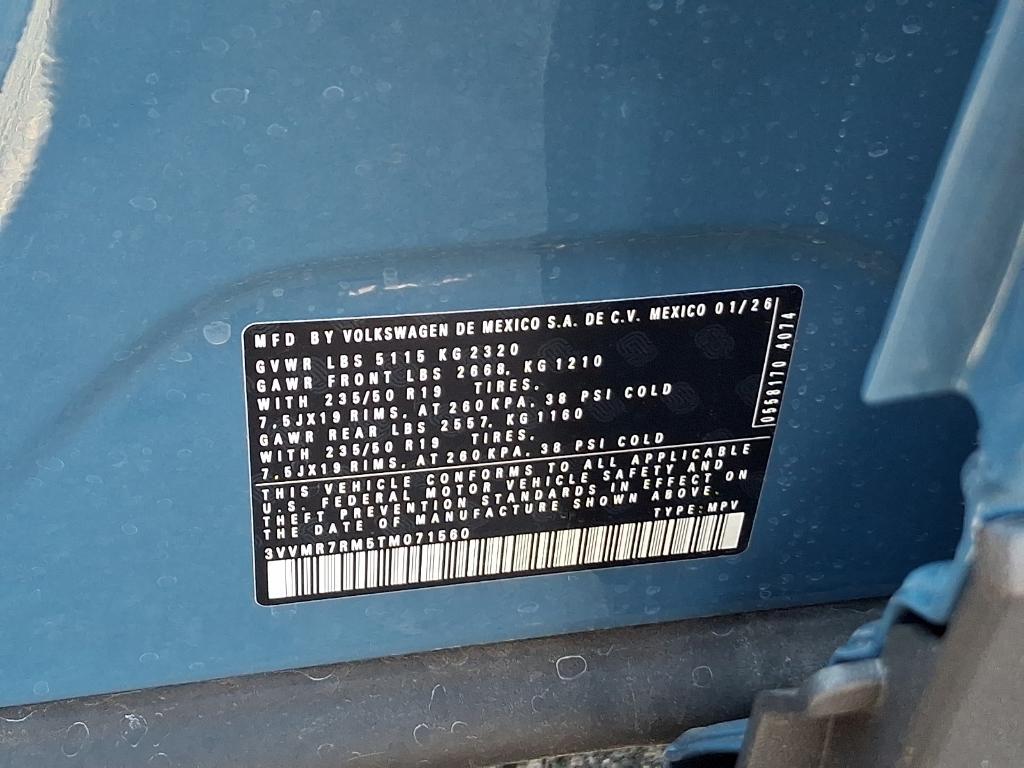 MFD BY VOLKSWAGEN DE MEXICO S.A. DE C.V. MEXICO 01/26
GVWR LBS 5115 KG 2320
GAWR FRONT LBS 2668. KG 1210
WITH 235/50 R19 TIRES.
7,5JX19 RIMS, AT 260 KPA. 38 PSI COLD
GAWR REAR LBS 2557. KG 1160
WITH 235/50 R19 TIRES.
7,5JX19 RIMS, AT 260 KPA. 38 PSI COLD
THIS VEHICLE CONFORMS TO ALL APPLICABLE
U.S. FEDERAL MOTOR VEHICLE SAFETY AND
THEFT PREVENTION STANDARDS IN EFFECT ON
THE DATE OF MANUFACTURE SHOWN ABOVE.
TYPE: MPV
3VVMR7RM5TM071560
0558170 4074